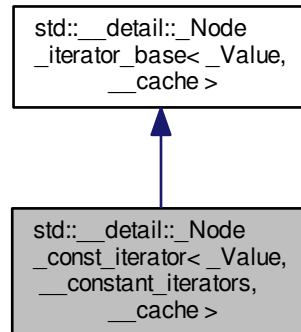 std::__detail::_Node
_iterator_base< _Value,
__cache >
std::__detail::_Node
_const_iterator< _Value,
__constant_iterators,
__cache >